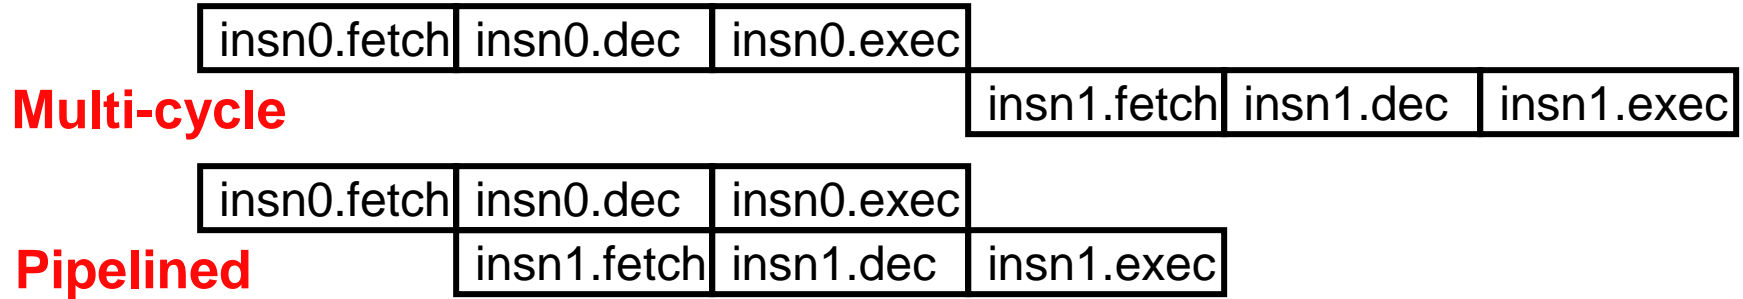 insn0.fetch insn0.dec insn0.exec
Multi-cycle insn1.fetch insn1.dec insn1.exec
insn0.fetch insn0.dec insn0.exec
Pipelined insn1.fetch insn1.dec insn1.exec